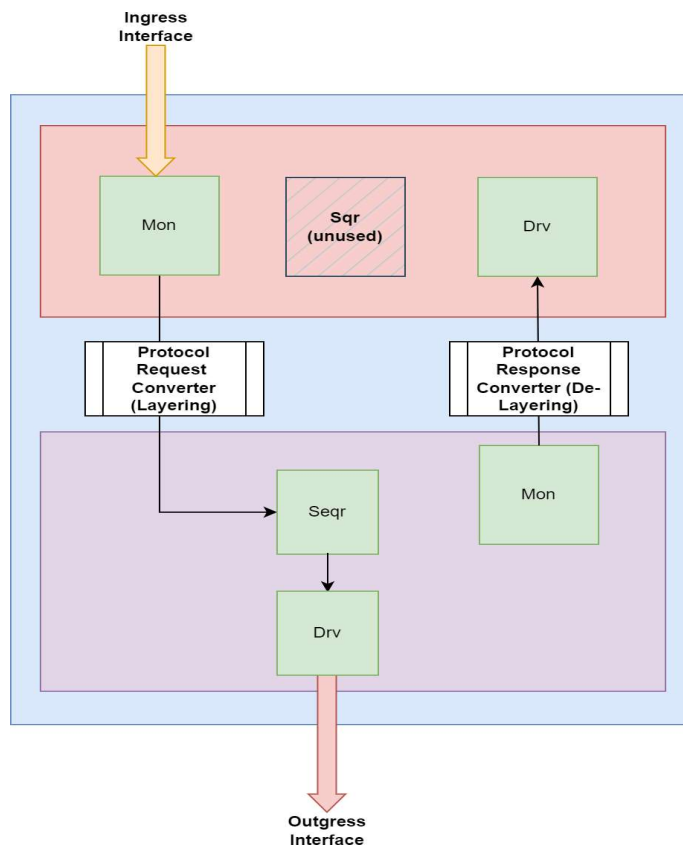 Ingress
Interface
Mon
Sqr
(unused)
Drv
Protocol
Request
Converter
(Layering)
Protocol
Response
Converter (De-
Layering)
Seqr
Mon
Drv
Outgress
Interface